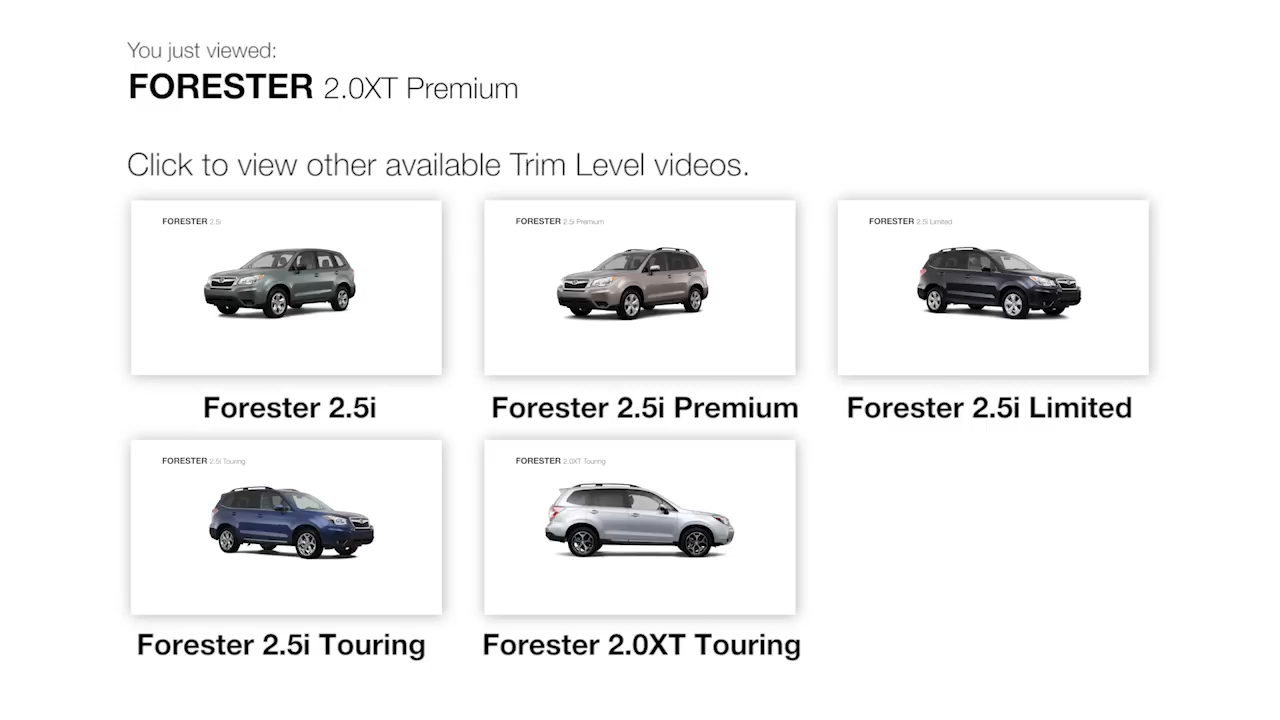 You just viewed:
FORESTER 2.0XT Premium
Click to view other available Trim Level videos.
FORESTER 2.5i
FORESTER 2.5i Premium
FORESTER 2.5i Limited
Forester 2.5i
Forester 2.5i Premium
Forester 2.5i Limited
FORESTER 2.5i Touring
FORESTER 2.0XT Touring
Forester 2.5i Touring
Forester 2.0XT Touring